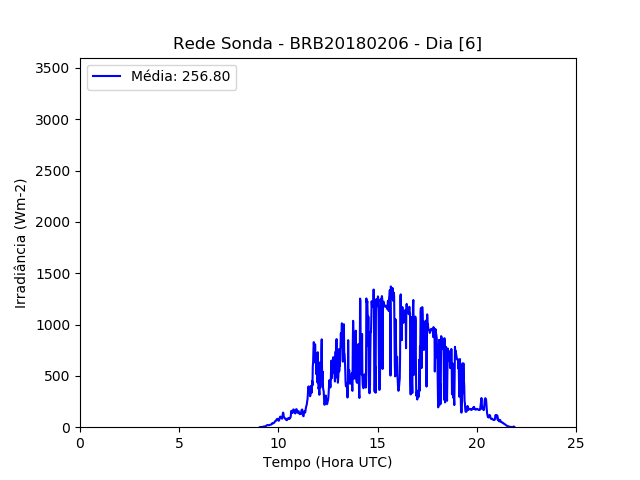 Rede Sonda - BRB20180206 - Dia [6]
Média: 256.80
Irradiância (Wm-2)
3500
3000
2500
2000
1500
1000
500
0
0 5 10 15 20 25
Tempo (Hora UTC)